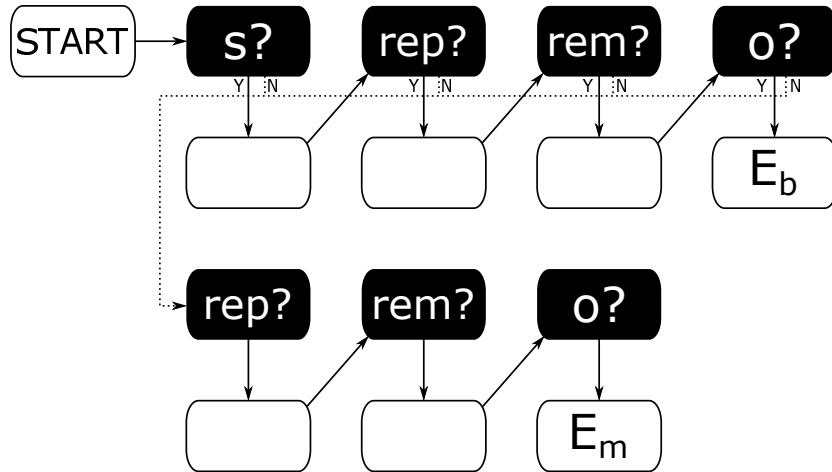 START
s?
rep?
rem?
o?
Y N
Y N
Y N
Y N
E_b
rep?
rem?
o?
E_m